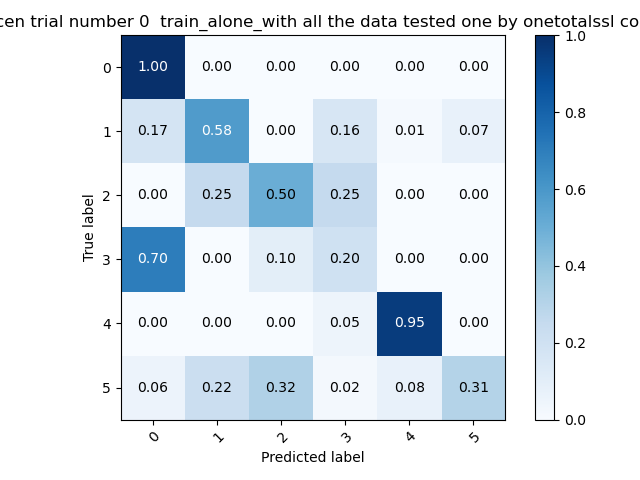 cen trial number 0 train_alone_with all the data tested one by onetotalssl co
1.0
0 1.00 0.00 0.00 0.00 0.00 0.00
0.8
1 0.17 0.58 0.00 0.16 0.01 0.07
2 0.00 0.25 0.50 0.25 0.00 0.00
0.6
True label
3 0.70 0.00 0.10 0.20 0.00 0.00
0.4
4 0.00 0.00 0.00 0.05 0.95 0.00
0.2
5 0.06 0.22 0.32 0.02 0.08 0.31
0.0
0 1 2 3 4 5
Predicted label